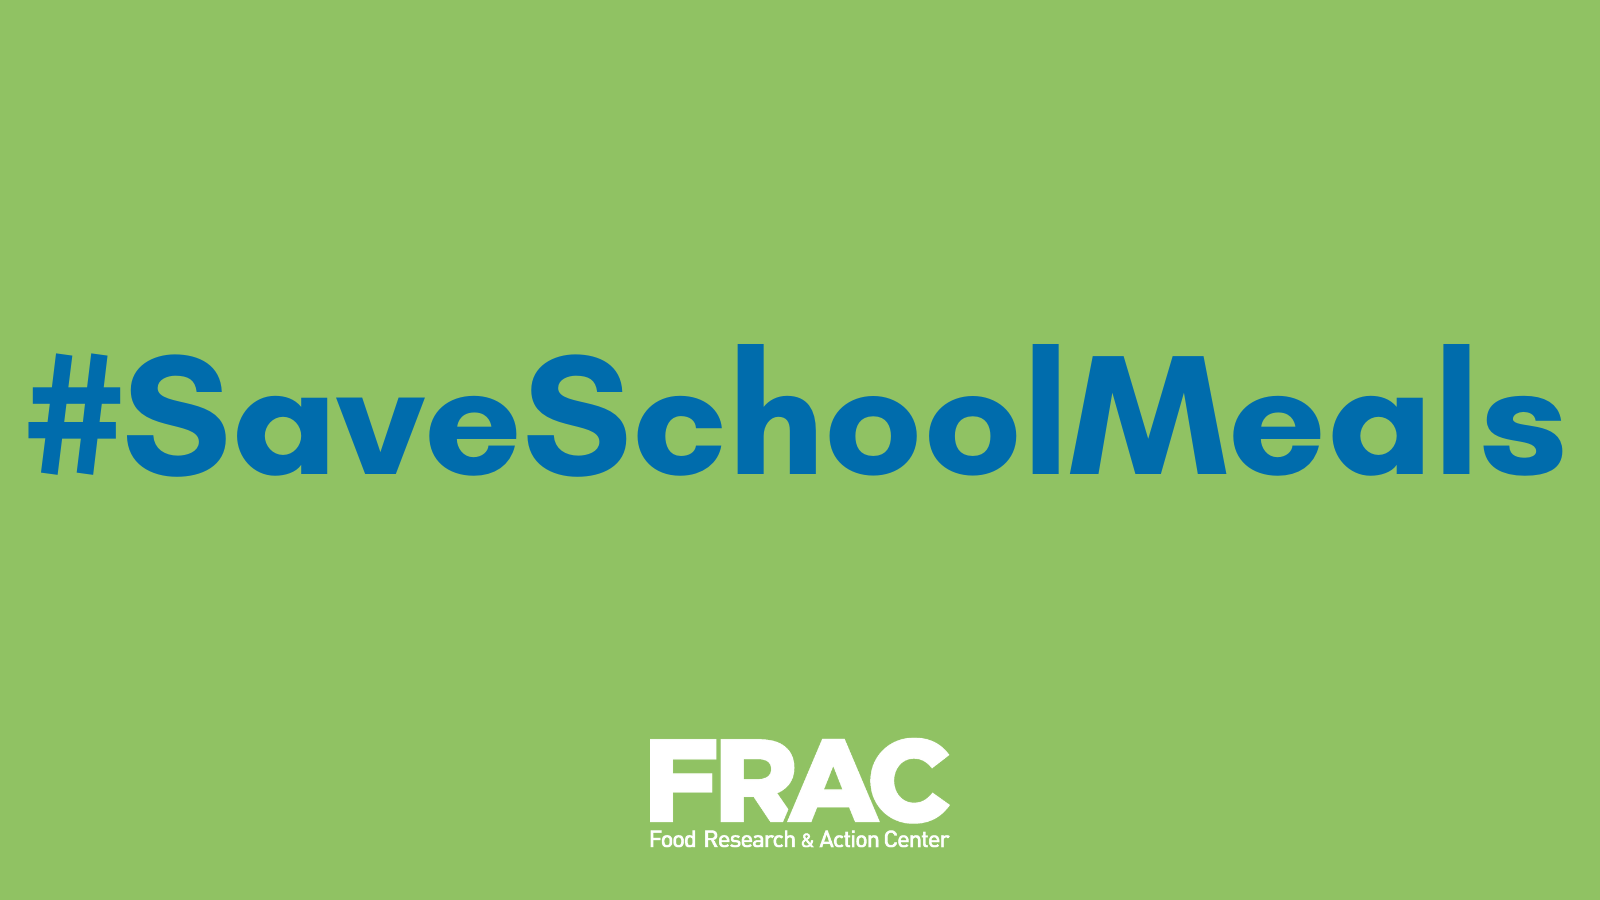 #SaveSchoolMeals
FRAC
Food Research & Action Center